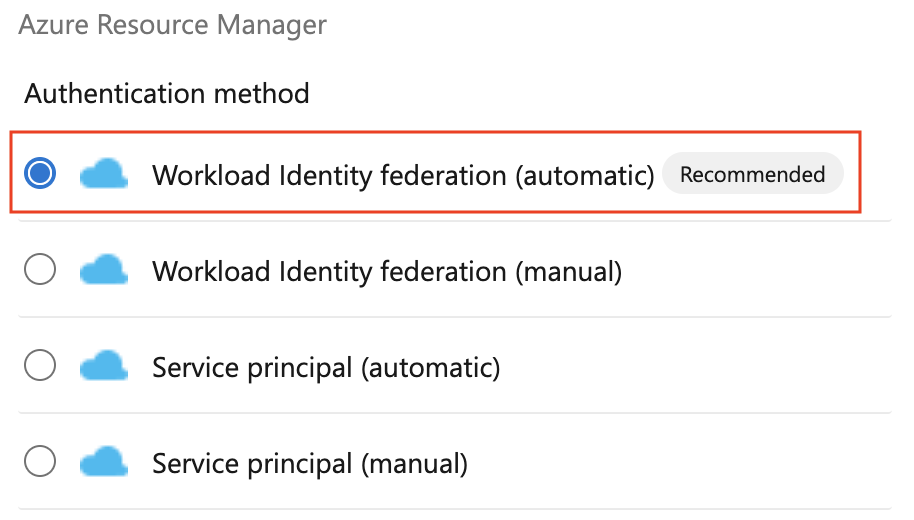 Azure Resource Manager
Authentication method
Workload Identity federation (automatic) Recommended
Workload Identity federation (manual)
Service principal (automatic)
Service principal (manual)